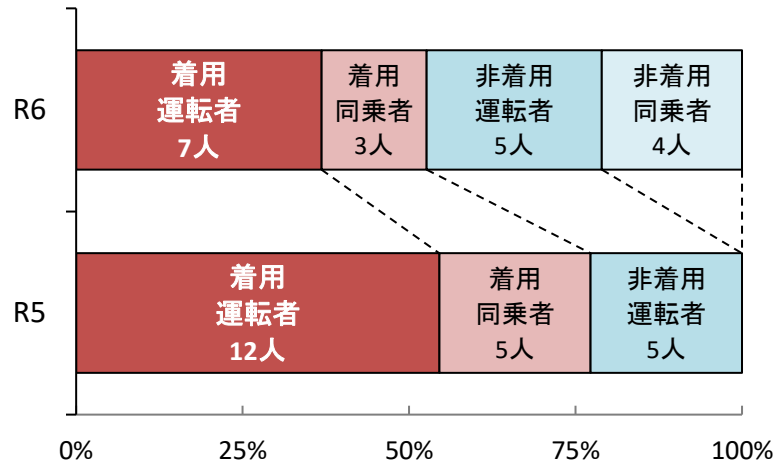 R6
着用
運転者
7人
着用
同乗者
3人
非着用
運転者
5人
非着用
同乗者
4人
R5
着用
運転者
12人
着用
同乗者
5人
非着用
運転者
5人
0% 25% 50% 75% 100%